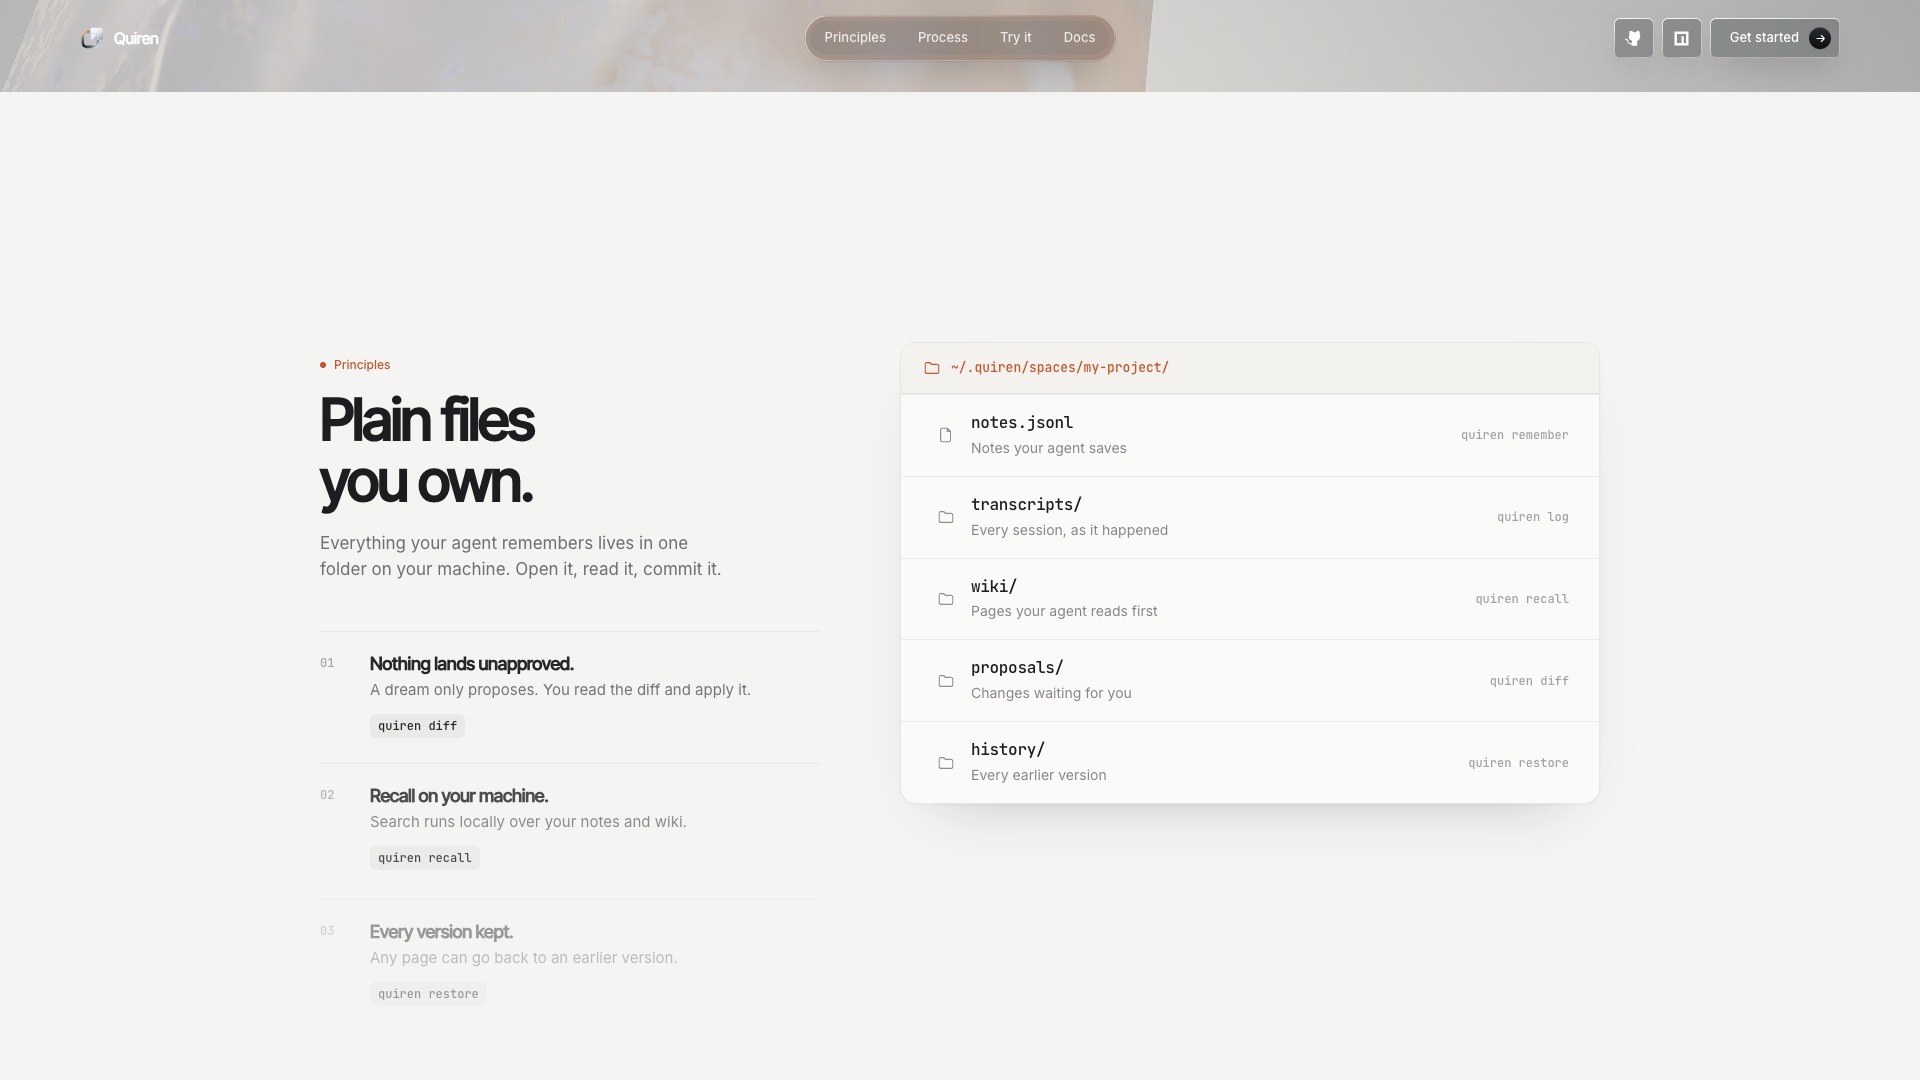 Quiren
Principles
Process
Try it
Docs
Get started
Principles
Plain files
you own.
Everything your agent remembers lives in one
folder on your machine. Open it, read it, commit it.
01
Nothing lands unapproved.
A dream only proposes. You read the diff and apply it.
quiren diff
02
Recall on your machine.
Search runs locally over your notes and wiki.
quiren recall
03
Every version kept.
Any page can go back to an earlier version.
quiren restore
~/.quiren/spaces/my-project/
notes.jsonl
Notes your agent saves
quiren remember
transcripts/
Every session, as it happened
quiren log
wiki/
Pages your agent reads first
quiren recall
proposals/
Changes waiting for you
quiren diff
history/
Every earlier version
quiren restore